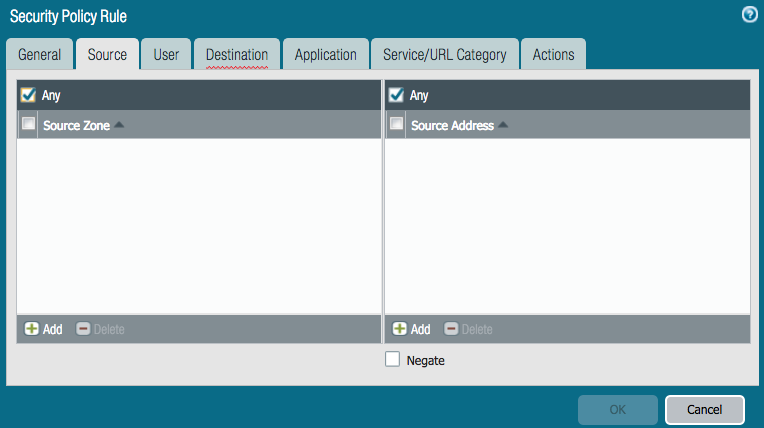 Security Policy Rule
General Source User Destination Application Service/URL Category Actions
Any Any
Source Zone Source Address
Add Delete Add Delete
Negate
OK Cancel